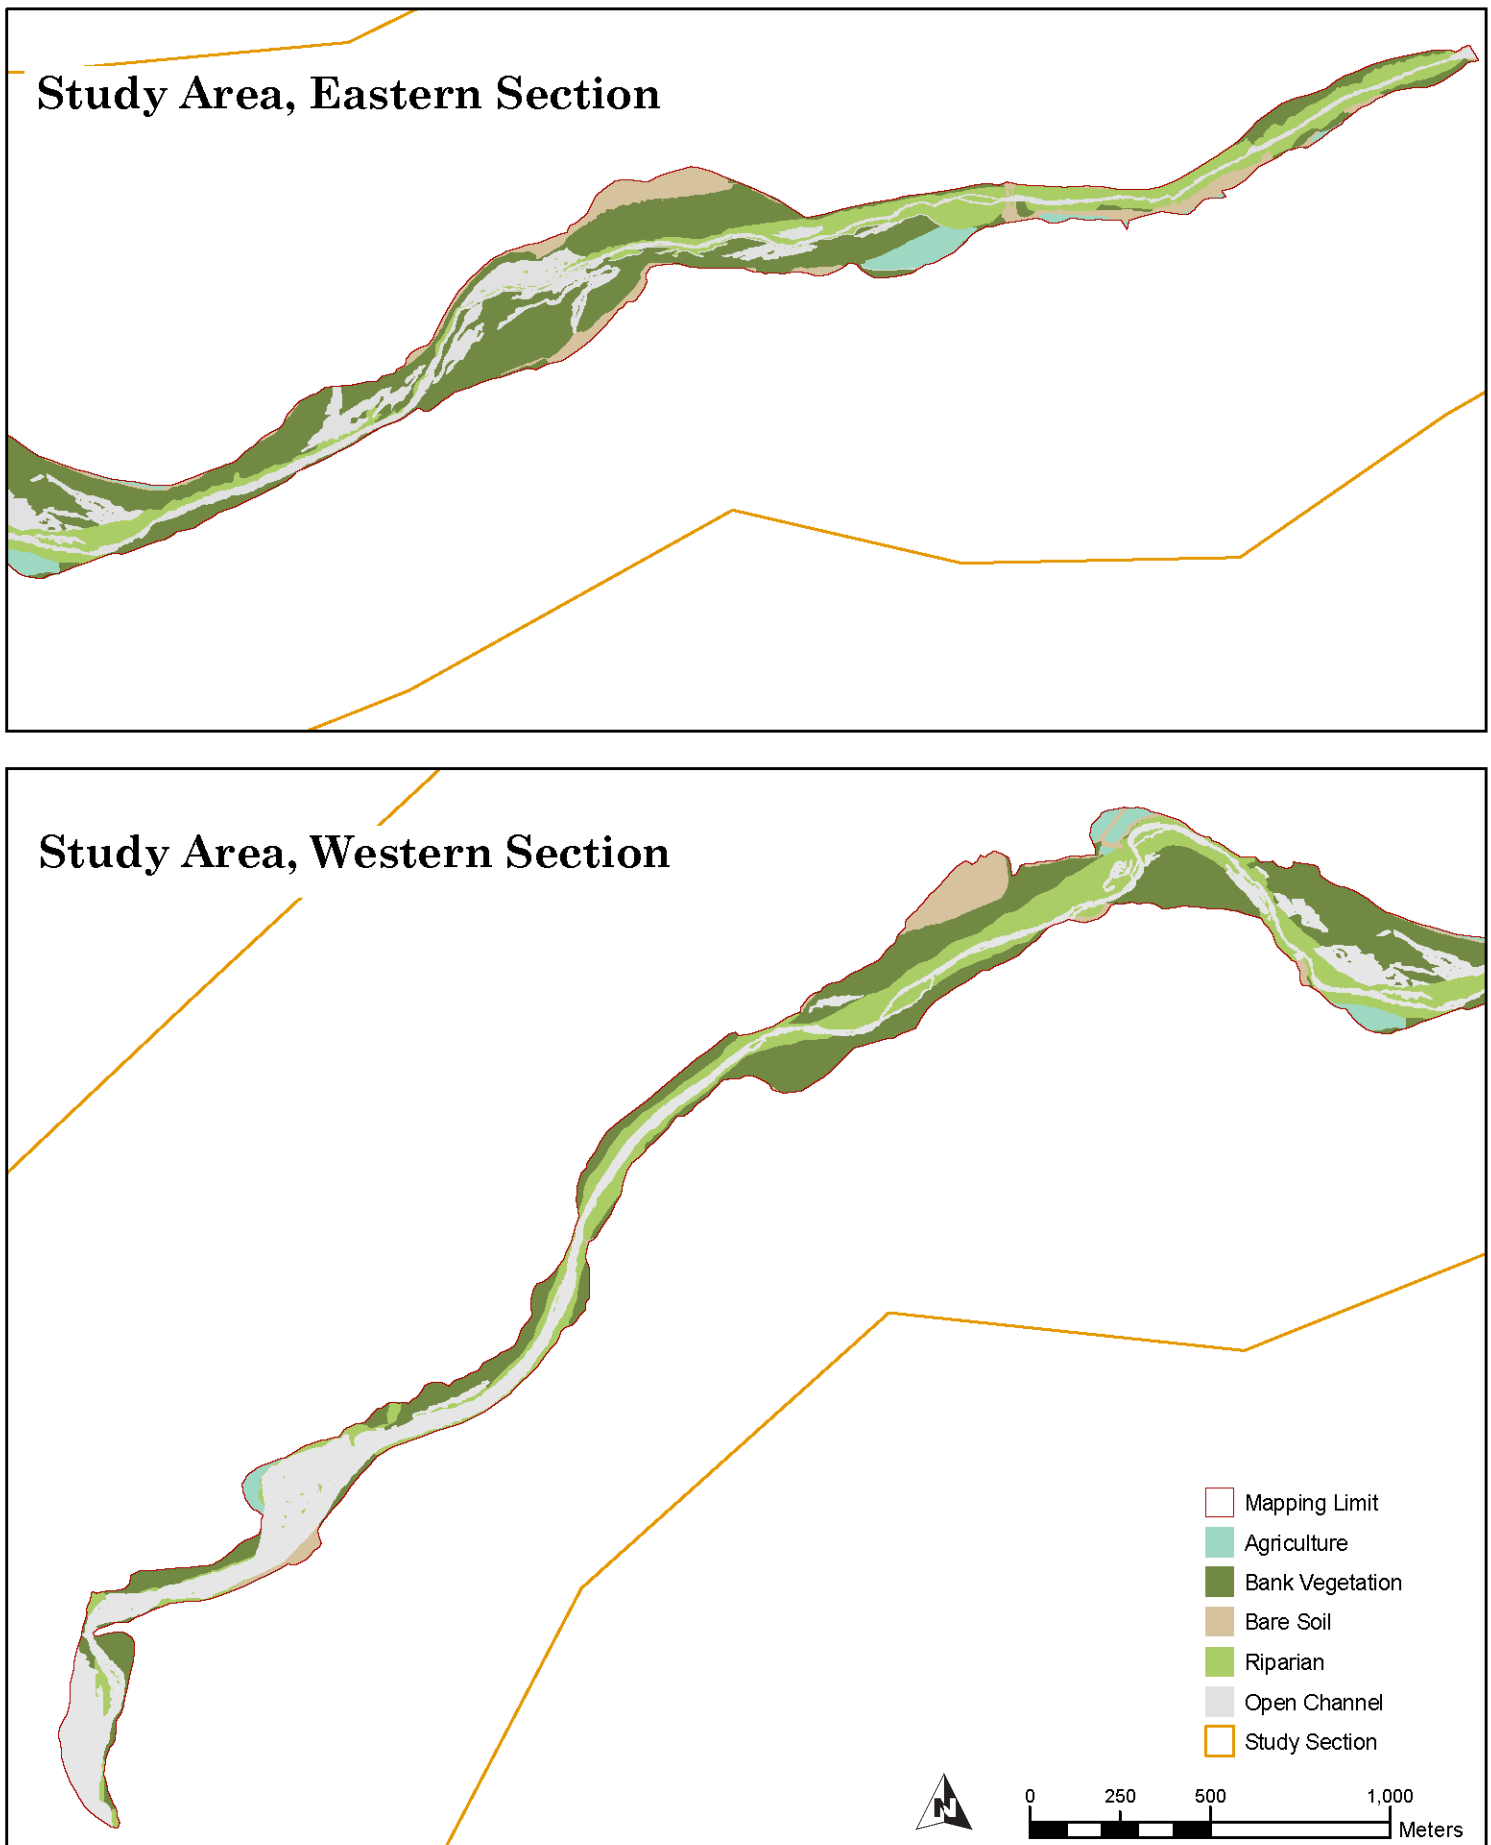 Study Area, Eastern Section
Study Area, Western Section
Mapping Limit
Agriculture
Bank Vegetation
Bare Soil
Riparian
Open Channel
Study Section
N
0 250 500 1,000
Meters